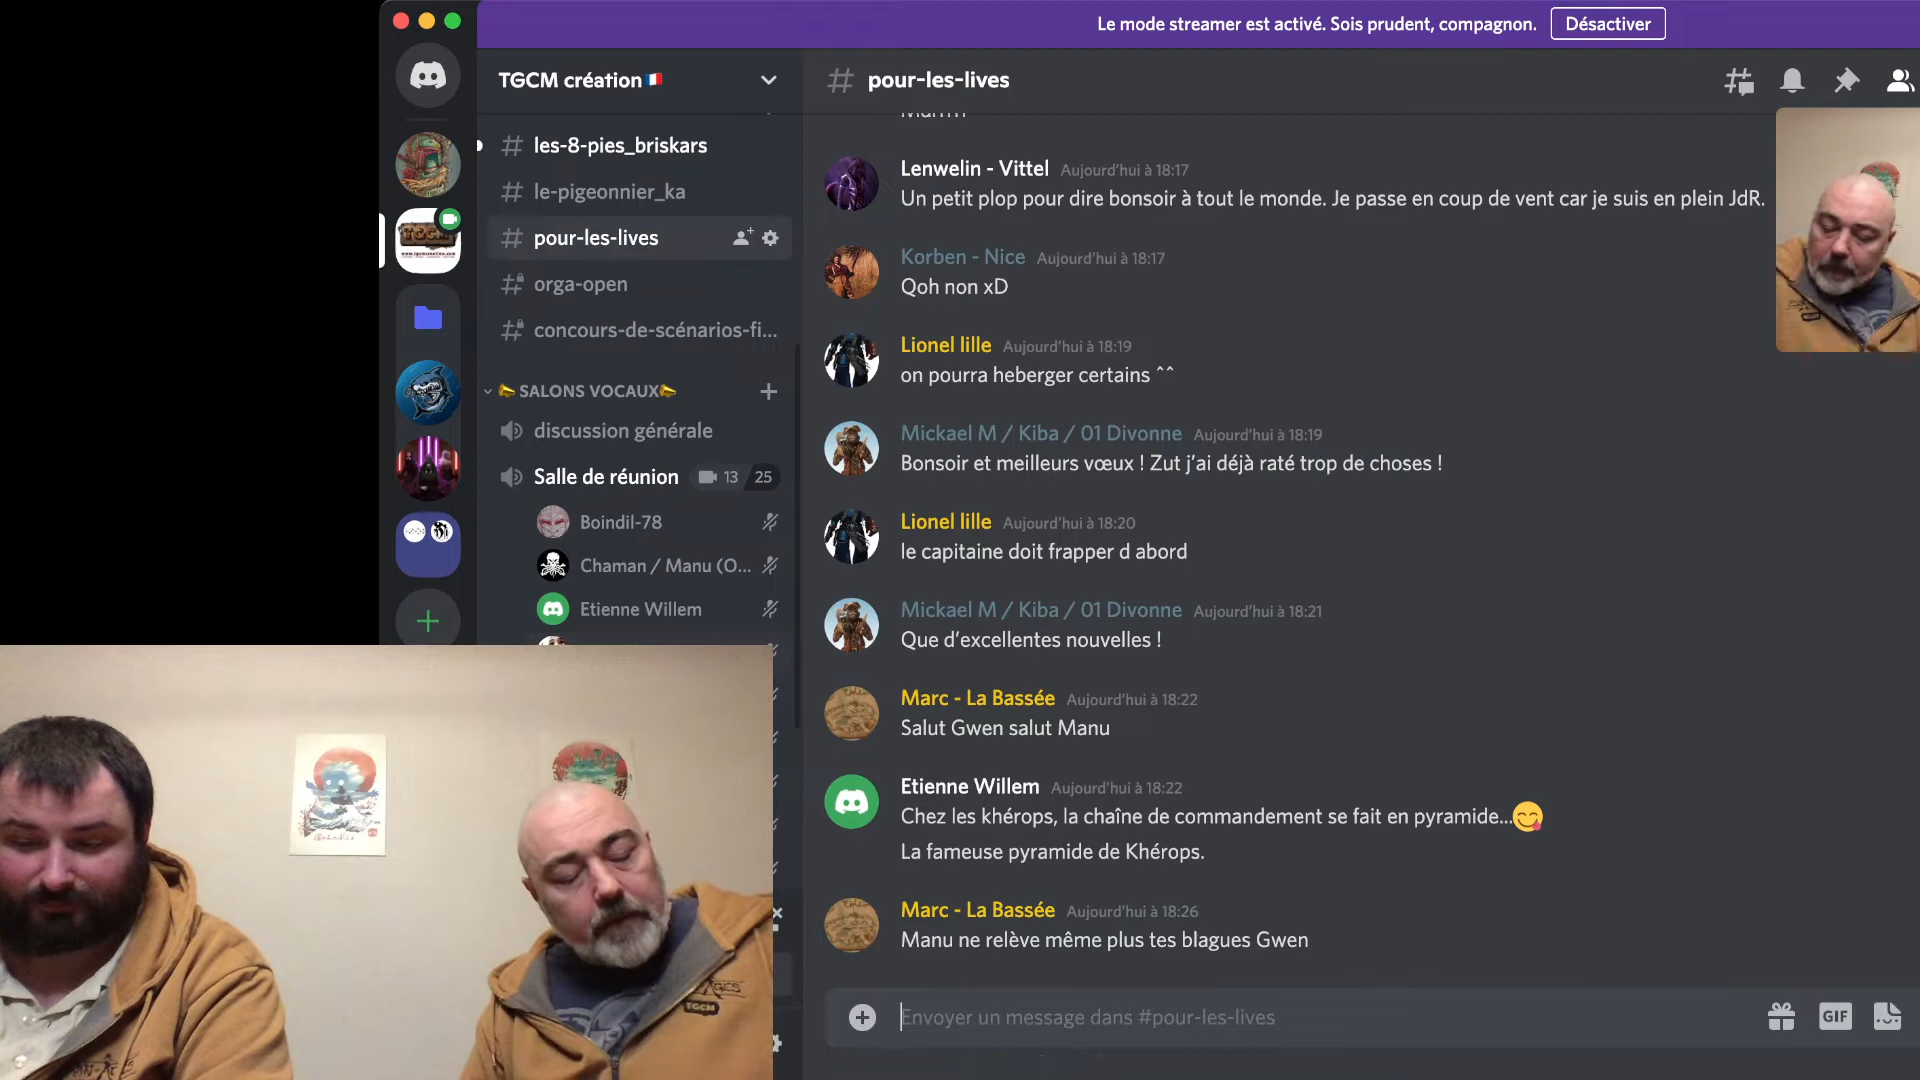 Le mode streamer est activé. Sois prudent, compagnon.
Désactiver
TGCM création
pour-les-lives
les-8-pies_briskars
le-pigeonnier_ka
pour-les-lives
orga-open
concours-de-scénarios-fi...
SALONS VOCAUX
discussion générale
Salle de réunion 13 25
Boindil-78
Chaman / Manu (O...
Etienne Willem
Lenwelin - Vittel Aujourd'hui à 18:17
Un petit plop pour dire bonsoir à tout le monde. Je passe en coup de vent car je suis en plein JdR.
Korben - Nice Aujourd'hui à 18:17
Qoh non xD
Lionel lille Aujourd'hui à 18:19
on pourra heberger certains ^^
Mickael M / Kiba / 01 Divonne Aujourd'hui à 18:19
Bonsoir et meilleurs vœux ! Zut j'ai déjà raté trop de choses !
Lionel lille Aujourd'hui à 18:20
le capitaine doit frapper d abord
Mickael M / Kiba / 01 Divonne Aujourd'hui à 18:21
Que d'excellentes nouvelles !
Marc - La Bassée Aujourd'hui à 18:22
Salut Gwen salut Manu
Etienne Willem Aujourd'hui à 18:22
Chez les khérops, la chaîne de commandement se fait en pyramide...😋
La fameuse pyramide de Khérops.
Marc - La Bassée Aujourd'hui à 18:26
Manu ne relève même plus tes blagues Gwen
Envoyer un message dans #pour-les-lives
GIF
TGCM